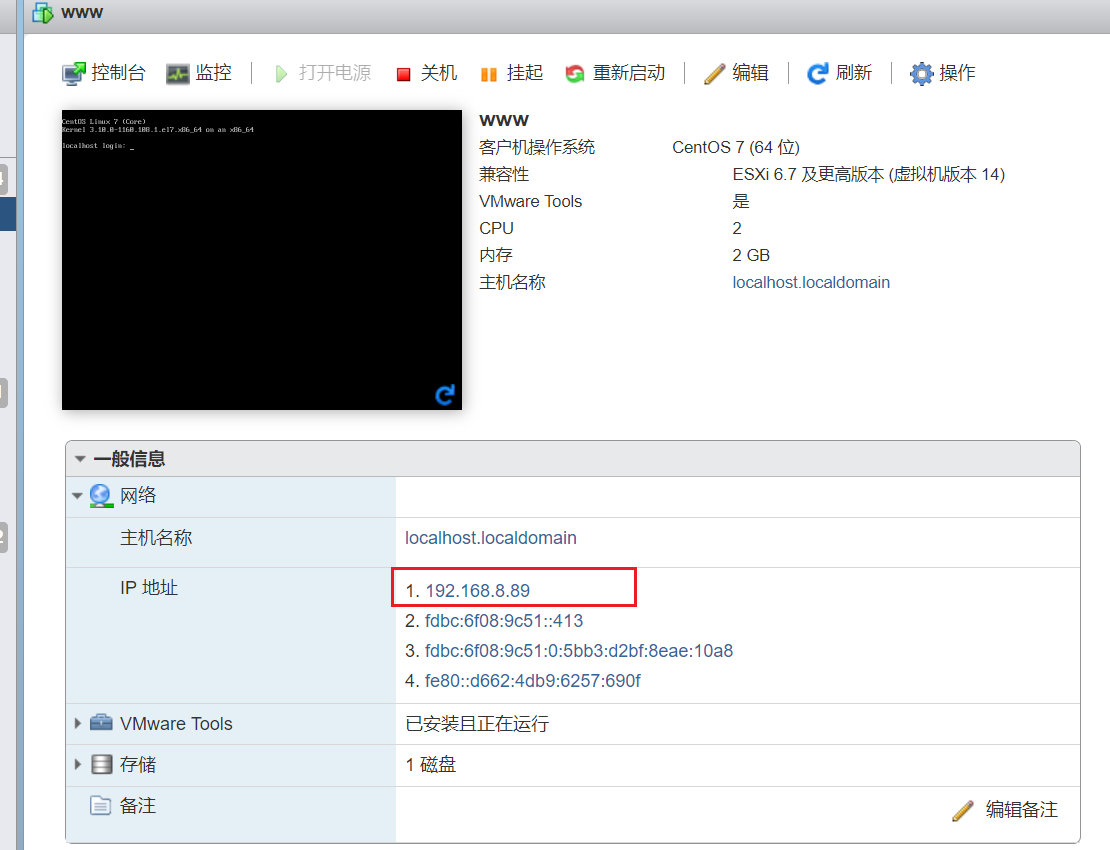 www
控制台 监控 打开电源 关机 挂起 重新启动 编辑 刷新 操作
CentOS Linux 7 (Core)
Kernel 3.10.0-1160.108.1.el7.x86_64 on an x86_64
localhost login: _
www
客户机操作系统 CentOS 7 (64 位)
兼容性 ESXi 6.7 及更高版本 (虚拟机版本 14)
VMware Tools 是
CPU 2
内存 2 GB
主机名称 localhost.localdomain
一般信息
网络
主机名称 localhost.localdomain
IP 地址 1. 192.168.8.89
2. fdbc:6f08:9c51::413
3. fdbc:6f08:9c51:0:5bb3:d2bf:8eae:10a8
4. fe80::d662:4db9:6257:690f
VMware Tools 已安装且正在运行
存储 1 磁盘
备注 编辑备注